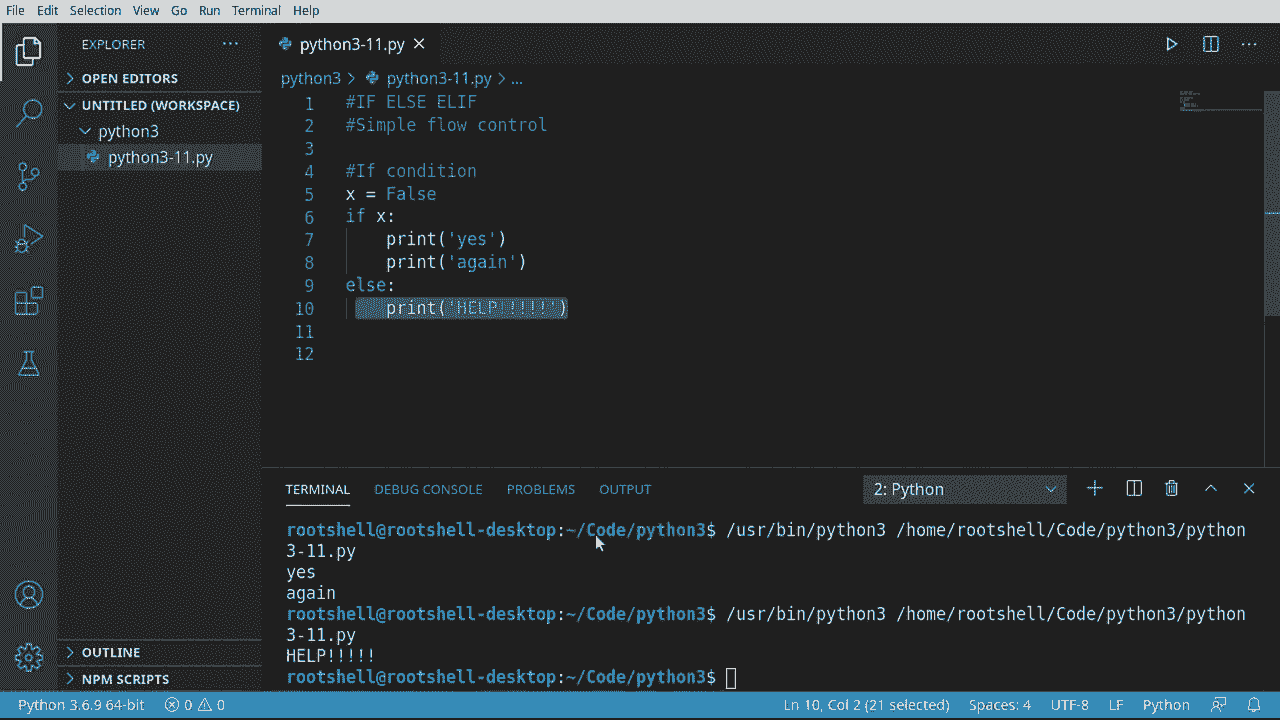 File Edit Selection View Go Run Terminal Help
EXPLORER ...
OPEN EDITORS
UNTITLED (WORKSPACE)
python3
python3-11.py
OUTLINE
NPM SCRIPTS
python3-11.py
python3 > python3-11.py > ...
1 #IF ELSE ELIF
2 #Simple flow control
3
4 #If condition
5 x = False
6 if x:
7 print('yes')
8 print('again')
9 else:
10 print('HELP!!!!!')
11
12
TERMINAL DEBUG CONSOLE PROBLEMS OUTPUT 2: Python
rootshell@rootshell-desktop:~/Code/python3$ /usr/bin/python3 /home/rootshell/Code/python3/python
3-11.py
yes
again
rootshell@rootshell-desktop:~/Code/python3$ /usr/bin/python3 /home/rootshell/Code/python3/python
3-11.py
HELP!!!!!
rootshell@rootshell-desktop:~/Code/python3$
Python 3.6.9 64-bit 0 0 Ln 10, Col 2 (21 selected) Spaces: 4 UTF-8 LF Python